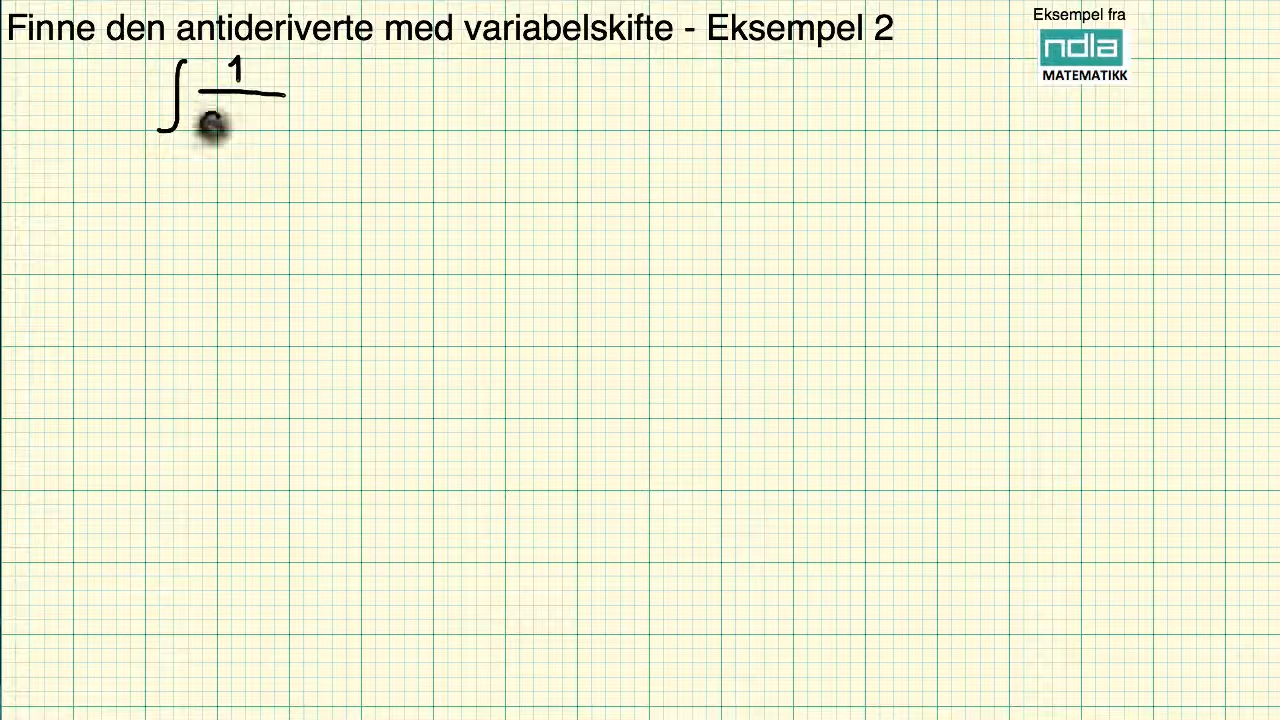 Finne den antideriverte med variabelskifte - Eksempel 2
Eksempel fra
ndla
MATEMATIKK
∫ 1